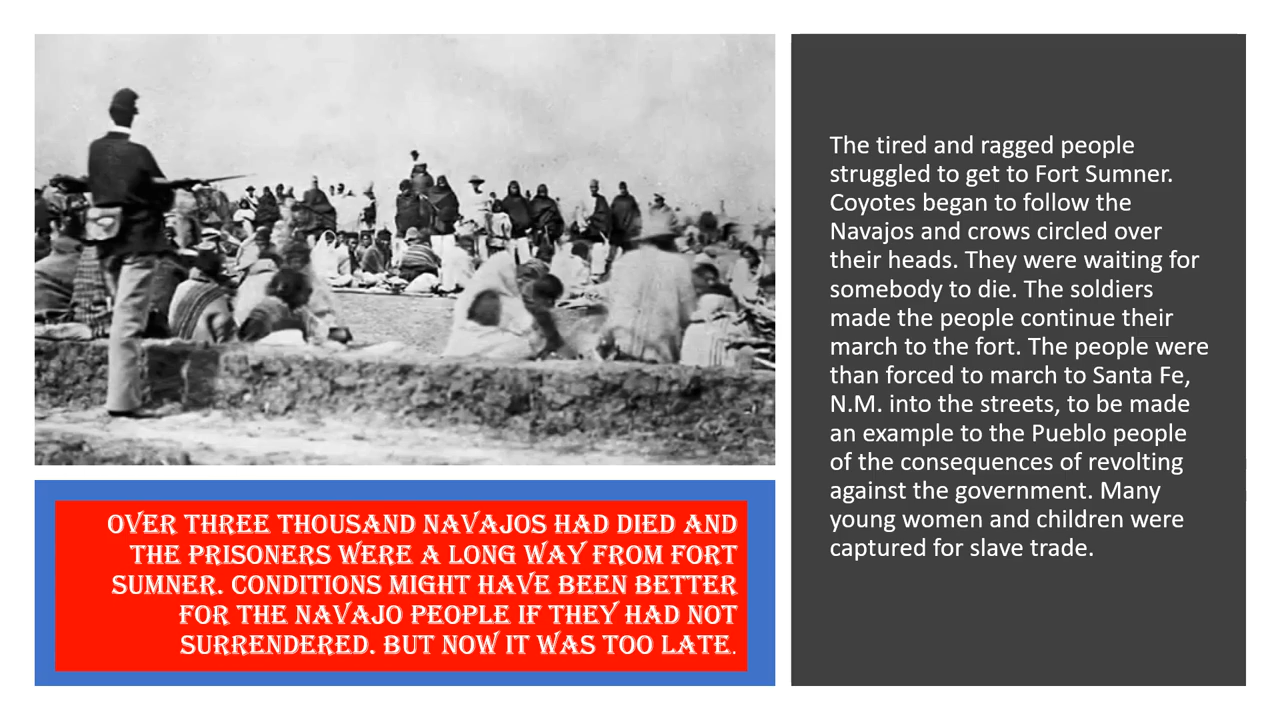 OVER THREE THOUSAND NAVAJOS HAD DIED AND
THE PRISONERS WERE A LONG WAY FROM FORT
SUMNER. CONDITIONS MIGHT HAVE BEEN BETTER
FOR THE NAVAJO PEOPLE IF THEY HAD NOT
SURRENDERED. BUT NOW IT WAS TOO LATE.
The tired and ragged people
struggled to get to Fort Sumner.
Coyotes began to follow the
Navajos and crows circled over
their heads. They were waiting for
somebody to die. The soldiers
made the people continue their
march to the fort. The people were
than forced to march to Santa Fe,
N.M. into the streets, to be made
an example to the Pueblo people
of the consequences of revolting
against the government. Many
young women and children were
captured for slave trade.